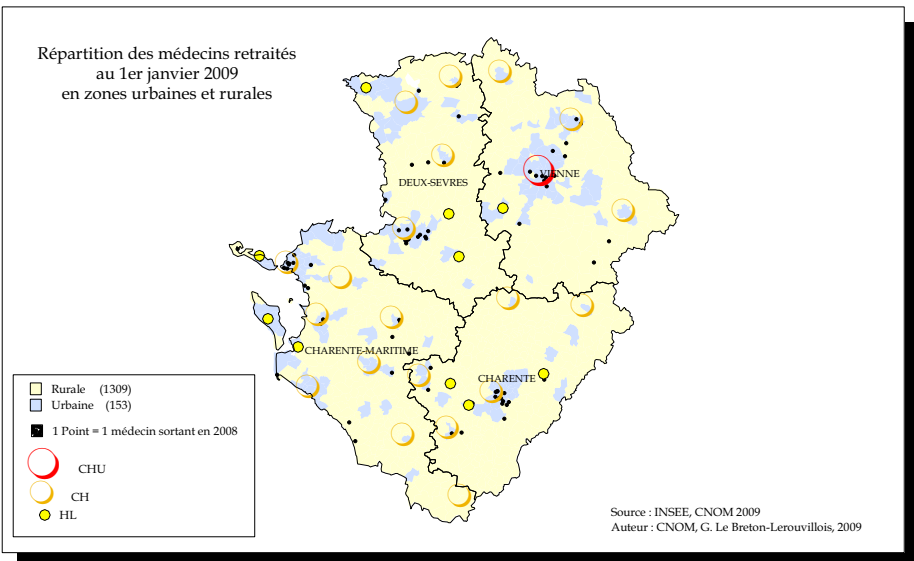 Répartition des médecins retraités
au 1er janvier 2009
en zones urbaines et rurales
VIENNE
DEUX-SEVRES
CHARENTE-MARITIME
CHARENTE
Rurale (1309)
Urbaine (153)
1 Point = 1 médecin sortant en 2008
CHU
CH
HL
Source : INSEE, CNOM 2009
Auteur : CNOM, G. Le Breton-Lerouvillois, 2009